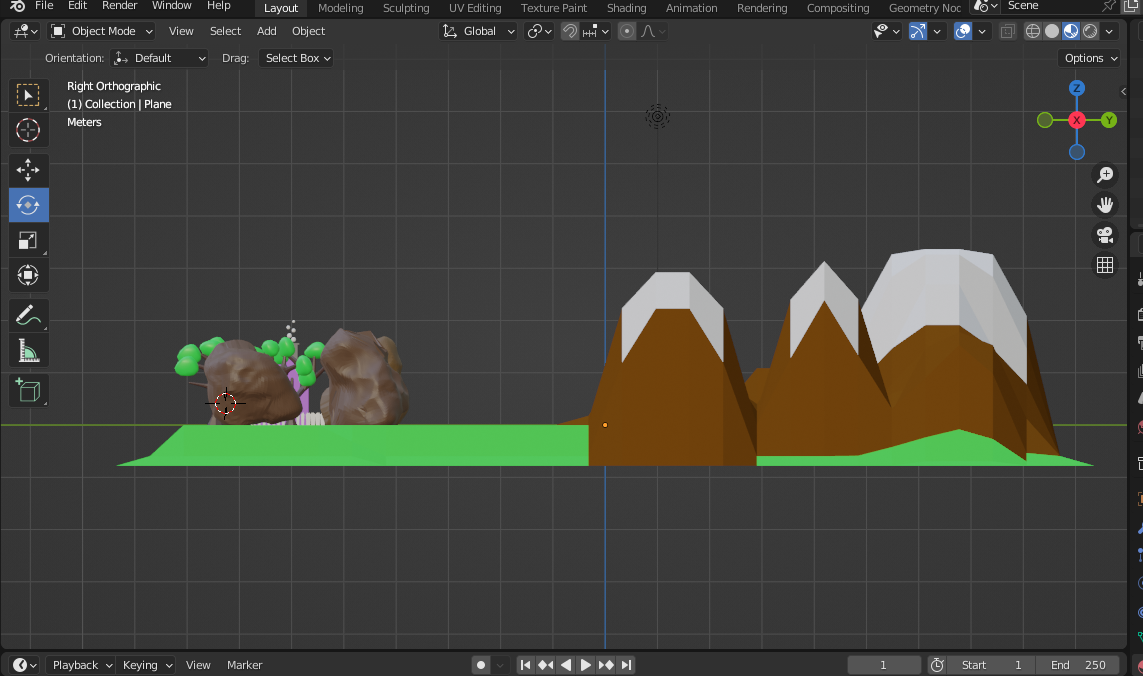 File Edit Render Window Help Layout Modeling Sculpting UV Editing Texture Paint Shading Animation Rendering Compositing Geometry Noc Scene
Object Mode View Select Add Object Global
Orientation: Default Drag: Select Box Options
Right Orthographic
(1) Collection | Plane
Meters
Z
X
Y
Playback Keying View Marker 1 Start 1 End 250